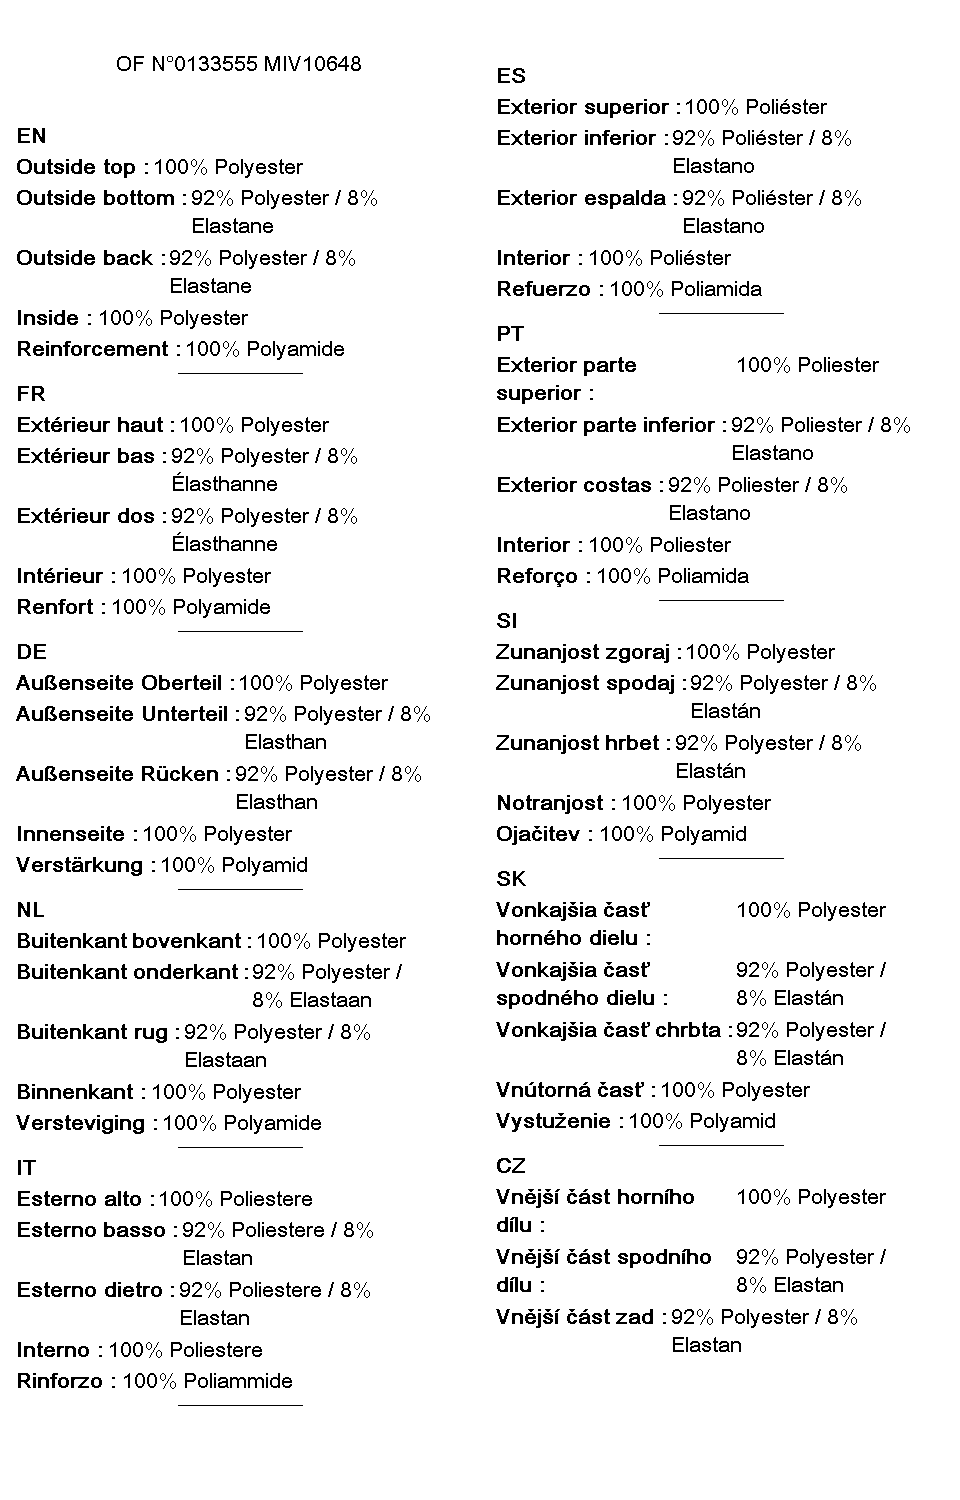 OF N°0133555 MIV10648
EN
Outside top : 100% Polyester
Outside bottom : 92% Polyester / 8%
Elastane
Outside back : 92% Polyester / 8%
Elastane
Inside : 100% Polyester
Reinforcement : 100% Polyamide
FR
Extérieur haut : 100% Polyester
Extérieur bas : 92% Polyester / 8%
Élasthanne
Extérieur dos : 92% Polyester / 8%
Élasthanne
Intérieur : 100% Polyester
Renfort : 100% Polyamide
DE
Außenseite Oberteil : 100% Polyester
Außenseite Unterteil : 92% Polyester / 8%
Elasthan
Außenseite Rücken : 92% Polyester / 8%
Elasthan
Innenseite : 100% Polyester
Verstärkung : 100% Polyamid
NL
Buitenkant bovenkant : 100% Polyester
Buitenkant onderkant : 92% Polyester /
8% Elastaan
Buitenkant rug : 92% Polyester / 8%
Elastaan
Binnenkant : 100% Polyester
Versteviging : 100% Polyamide
IT
Esterno alto : 100% Poliestere
Esterno basso : 92% Poliestere / 8%
Elastan
Esterno dietro : 92% Poliestere / 8%
Elastan
Interno : 100% Poliestere
Rinforzo : 100% Poliammide
ES
Exterior superior : 100% Poliéster
Exterior inferior : 92% Poliéster / 8%
Elastano
Exterior espalda : 92% Poliéster / 8%
Elastano
Interior : 100% Poliéster
Refuerzo : 100% Poliamida
PT
Exterior parte 100% Poliester
superior :
Exterior parte inferior : 92% Poliester / 8%
Elastano
Exterior costas : 92% Poliester / 8%
Elastano
Interior : 100% Poliester
Reforço : 100% Poliamida
SI
Zunanjost zgoraj : 100% Polyester
Zunanjost spodaj : 92% Polyester / 8%
Elastán
Zunanjost hrbet : 92% Polyester / 8%
Elastán
Notranjost : 100% Polyester
Ojačitev : 100% Polyamid
SK
Vonkajšia časť 100% Polyester
horného dielu :
Vonkajšia časť 92% Polyester /
spodného dielu : 8% Elastán
Vonkajšia časť chrbta : 92% Polyester /
8% Elastán
Vnútorná časť : 100% Polyester
Vystuženie : 100% Polyamid
CZ
Vnější část horního 100% Polyester
dílu :
Vnější část spodního 92% Polyester /
dílu : 8% Elastan
Vnější část zad : 92% Polyester / 8%
Elastan